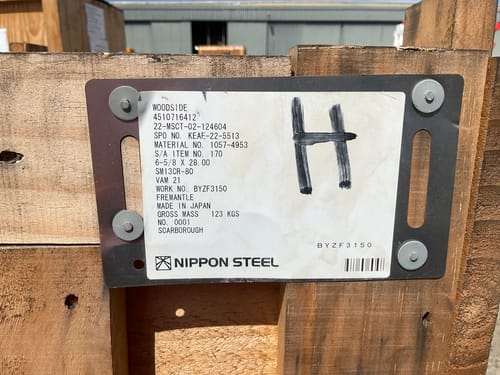 WOODSIDE
4510716412
22-MSCT-02-124604
SPO NO. KEAE-22-5513
MATERIAL NO. 1057-4953
S/A ITEM NO. 170
6-5/8 X 28.00
SM13CR-80
VAM 21
WORK NO. BYZF3150
FREMANTLE
MADE IN JAPAN
GROSS MASS 123 KGS
NO. 0001
SCARBOROUGH
H
BYZF3150
NIPPON STEEL